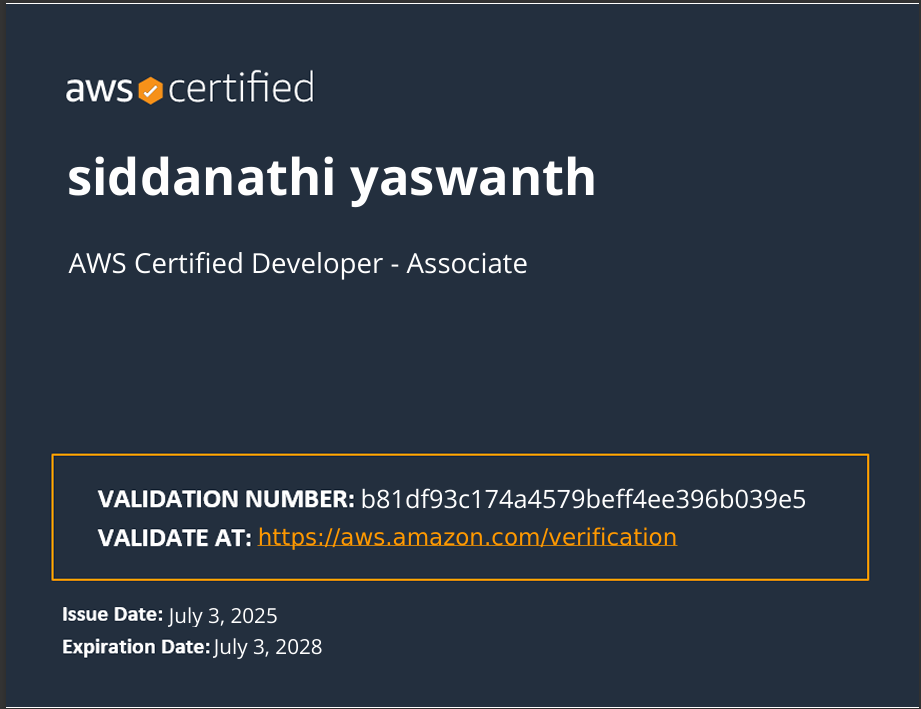 aws certified
siddanathi yaswanth
AWS Certified Developer - Associate
VALIDATION NUMBER: b81df93c174a4579beff4ee396b039e5
VALIDATE AT: https://aws.amazon.com/verification
Issue Date: July 3, 2025
Expiration Date: July 3, 2028